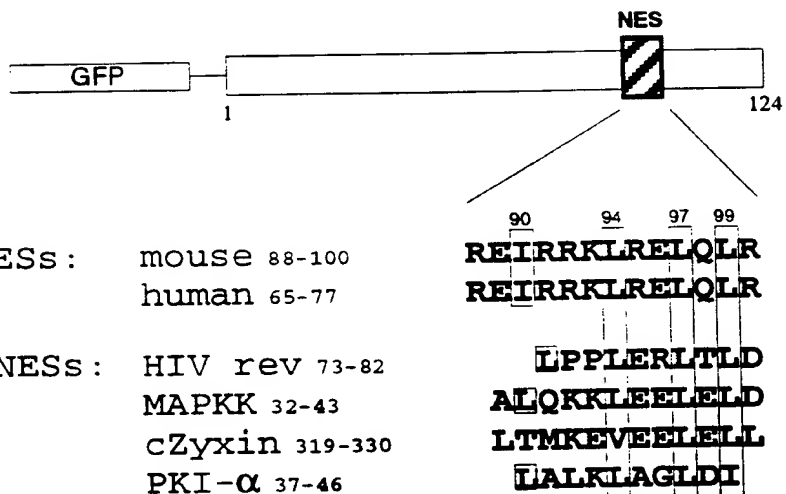 NES
GFP
1 124
90 94 97 99
ESs: mouse 88-100 REIRRKLRELQLR
human 65-77 REIRRKLRELQLR
NESs: HIV rev 73-82 LPPLERLTLD
MAPKK 32-43 ALQKKLEELELD
cZyxin 319-330 LTMKEVEELELL
PKI-α 37-46 LALKLAGLDI